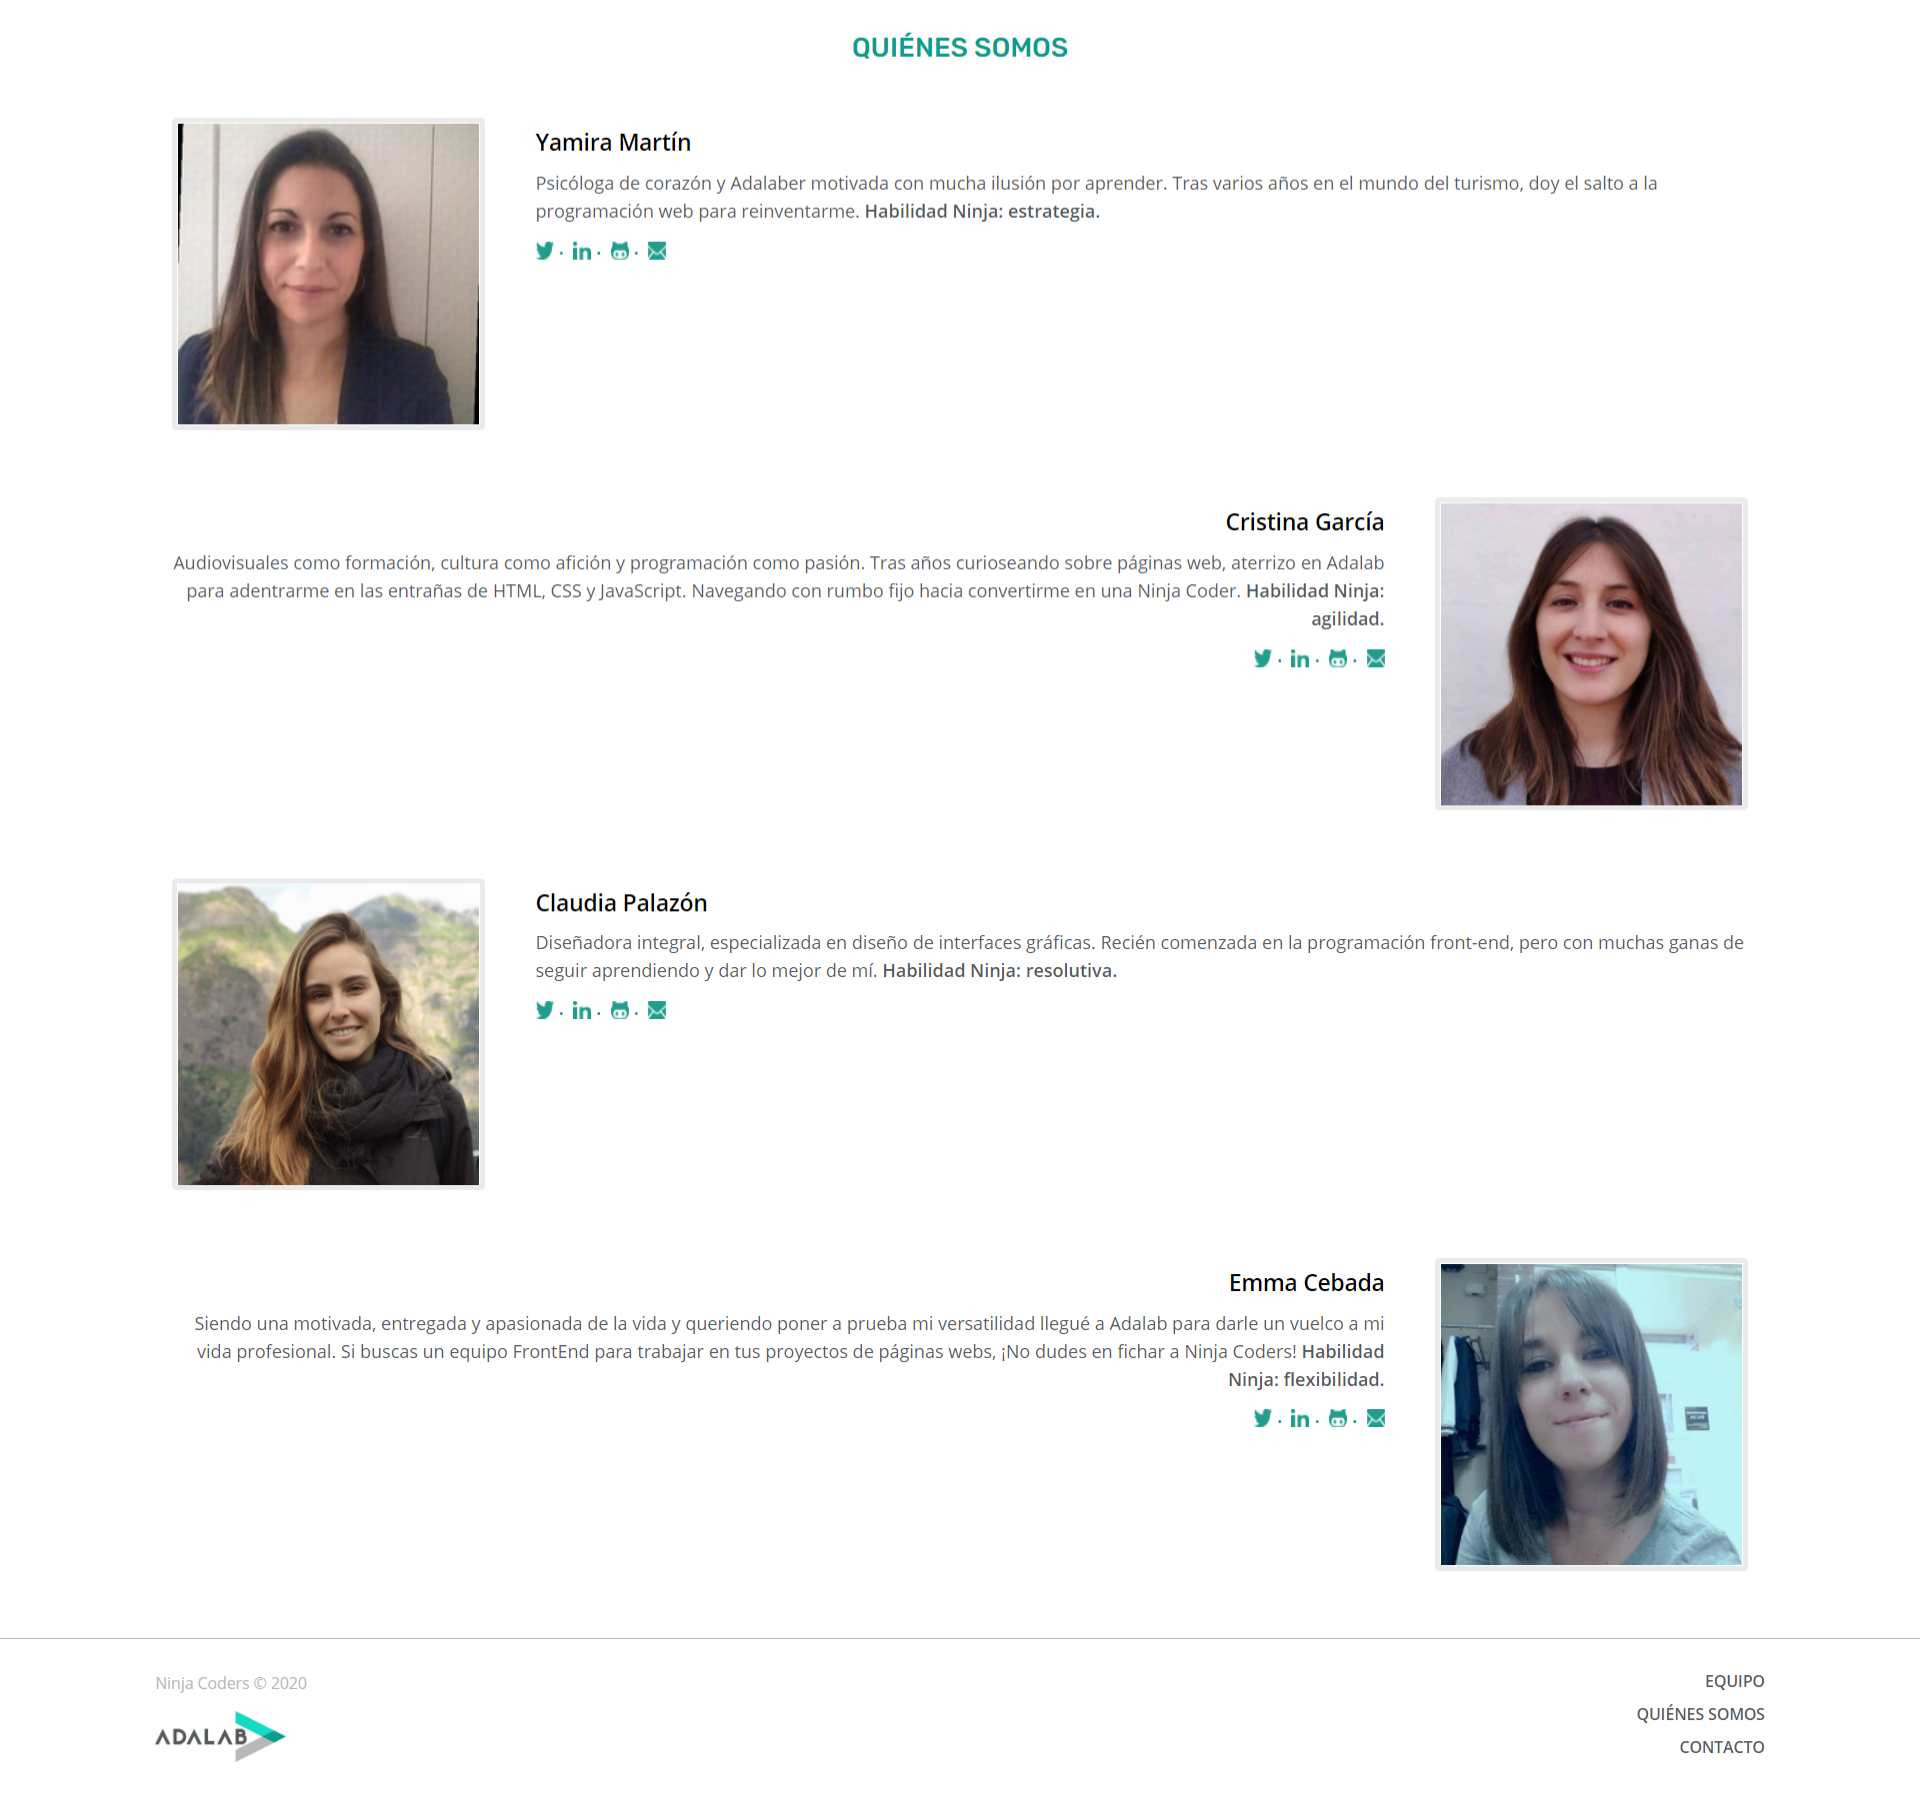 QUIÉNES SOMOS
Yamira Martín
Psicóloga de corazón y Adalaber motivada con mucha ilusión por aprender. Tras varios años en el mundo del turismo, doy el salto a la
programación web para reinventarme. Habilidad Ninja: estrategia.
Cristina García
Audiovisuales como formación, cultura como afición y programación como pasión. Tras años curioseando sobre páginas web, aterrizo en Adalab
para adentrarme en las entrañas de HTML, CSS y JavaScript. Navegando con rumbo fijo hacia convertirme en una Ninja Coder. Habilidad Ninja:
agilidad.
Claudia Palazón
Diseñadora integral, especializada en diseño de interfaces gráficas. Recién comenzada en la programación front-end, pero con muchas ganas de
seguir aprendiendo y dar lo mejor de mí. Habilidad Ninja: resolutiva.
Emma Cebada
Siendo una motivada, entregada y apasionada de la vida y queriendo poner a prueba mi versatilidad llegué a Adalab para darle un vuelco a mi
vida profesional. Si buscas un equipo FrontEnd para trabajar en tus proyectos de páginas webs, ¡No dudes en fichar a Ninja Coders! Habilidad
Ninja: flexibilidad.
Ninja Coders © 2020
ADALAB
EQUIPO
QUIÉNES SOMOS
CONTACTO